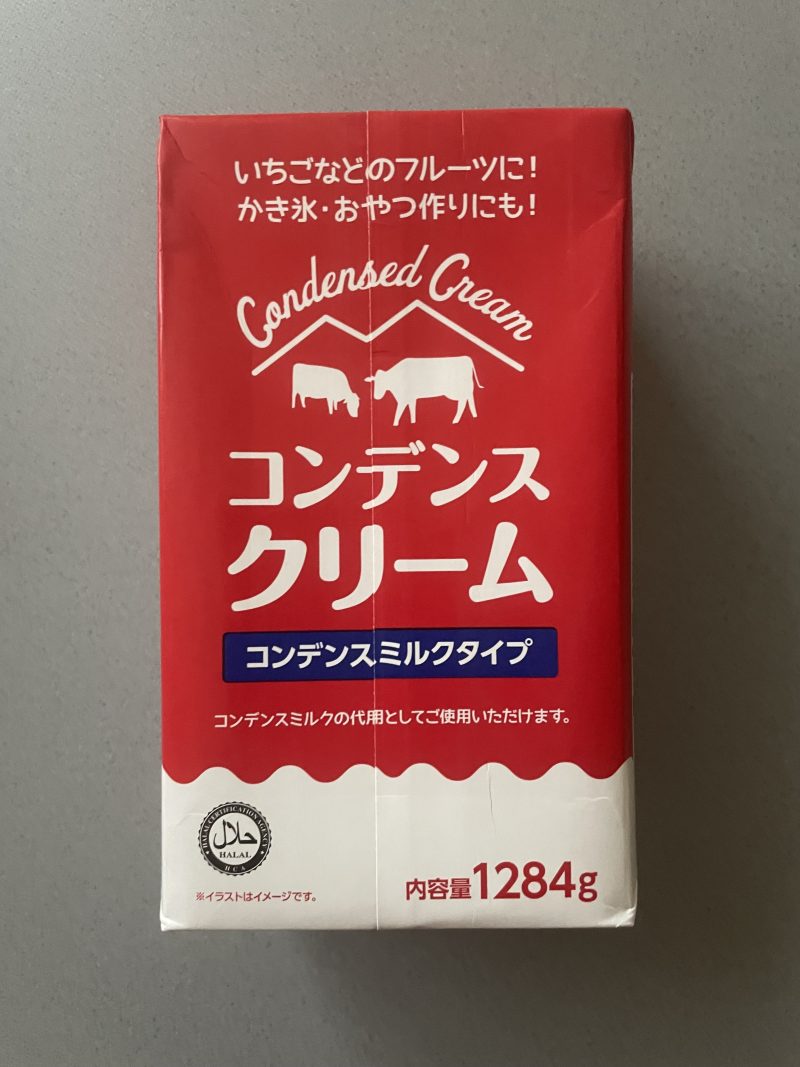 いちごなどのフルーツに!
かき氷・おやつ作りにも!
Condensed Cream
コンデンス
クリーム
コンデンスミルクタイプ
コンデンスミルクの代用としてご使用いただけます。
HALAL CERTIFICATION AGENCY
حلال
HALAL
HCA
※イラストはイメージです。
内容量1284g